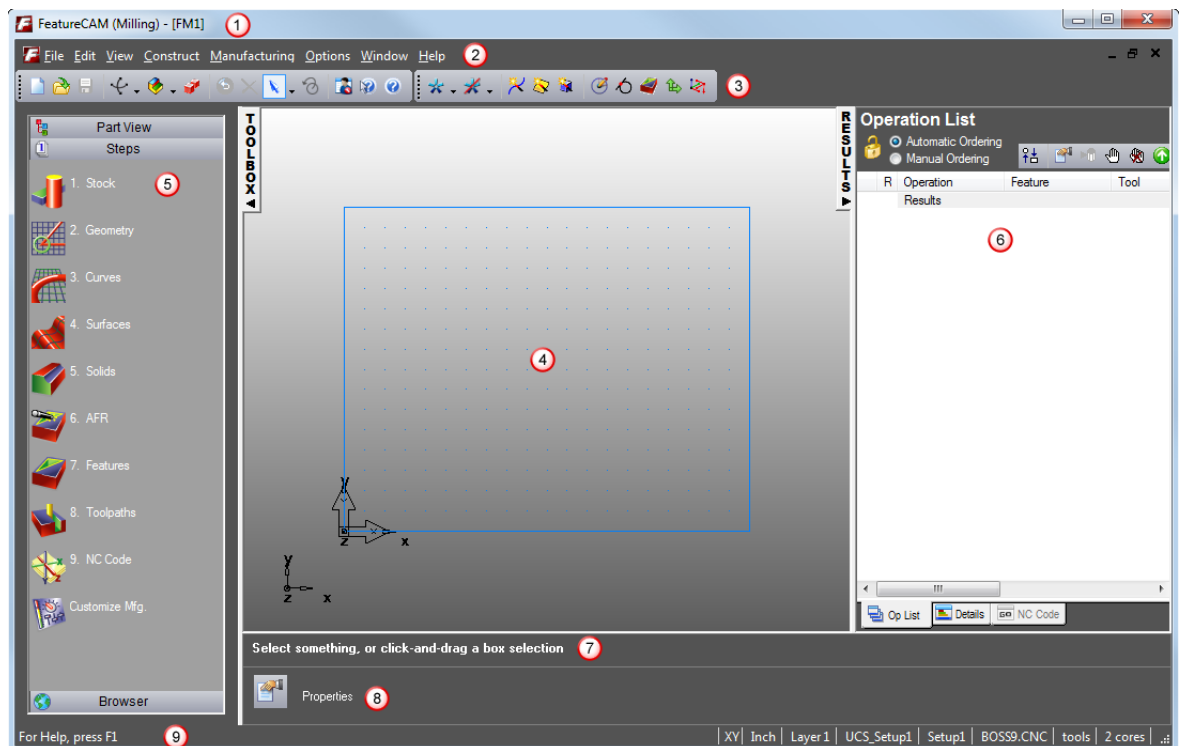 FeatureCAM (Milling) - [FM1]
1
File Edit View Construct Manufacturing Options Window Help
2
3
Part View
Steps
1. Stock
5
2. Geometry
3. Curves
4. Surfaces
5. Solids
6. AFR
7. Features
8. Toolpaths
9. NC Code
Customize Mfg.
Browser
TOOLBOX
4
y
x
z
x
y
z
x
RESULTS
Operation List
Automatic Ordering
Manual Ordering
R Operation Feature Tool
Results
6
Op List Details NC Code
Select something, or click-and-drag a box selection
7
Properties
8
For Help, press F1
9
XY Inch Layer 1 UCS_Setup1 Setup1 BOSS9.CNC tools 2 cores